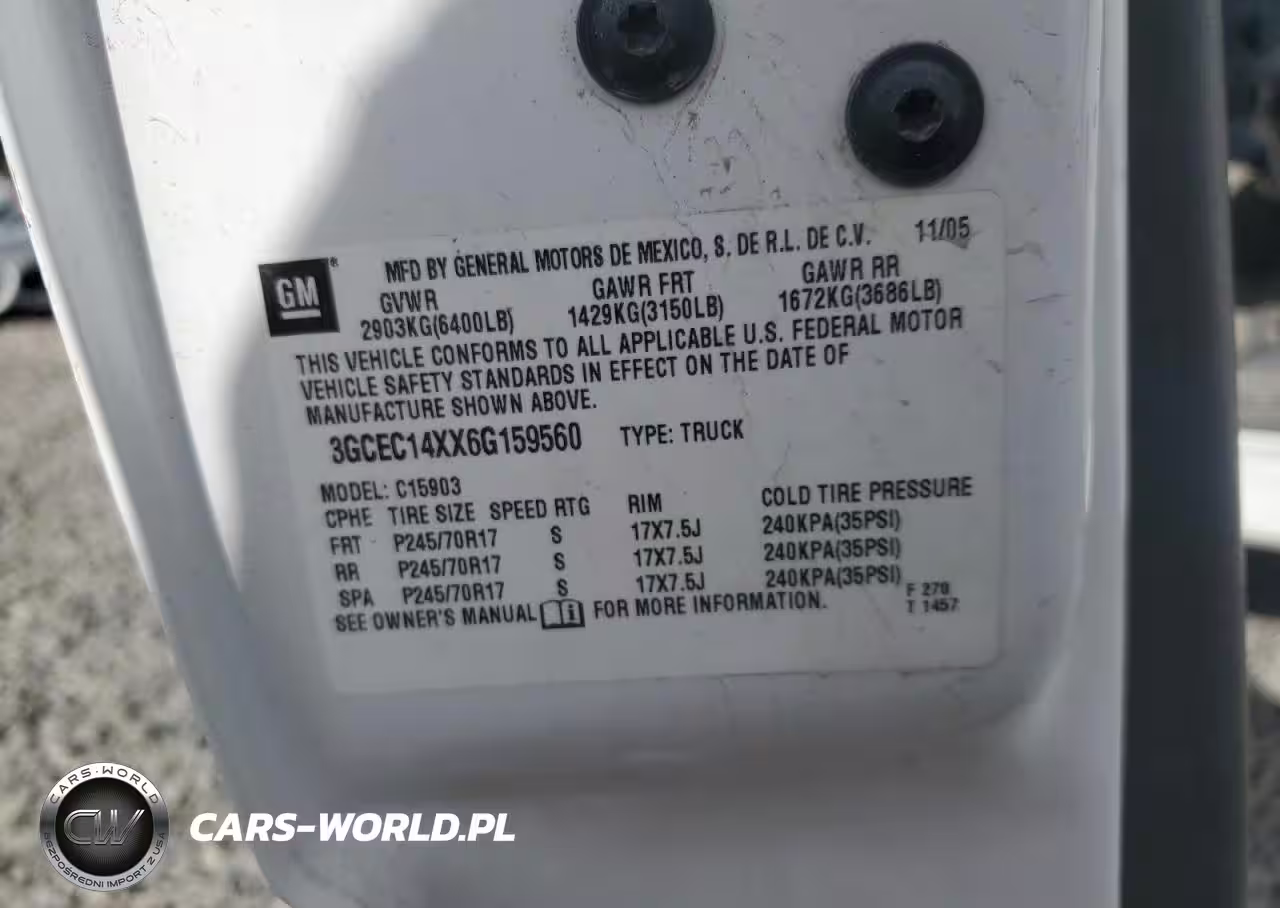 GM
MFD BY GENERAL MOTORS DE MEXICO, S. DE R.L. DE C.V. 11/05
GVWR GAWR FRT GAWR RR
2903KG(6400LB) 1429KG(3150LB) 1672KG(3686LB)
THIS VEHICLE CONFORMS TO ALL APPLICABLE U.S. FEDERAL MOTOR
VEHICLE SAFETY STANDARDS IN EFFECT ON THE DATE OF
MANUFACTURE SHOWN ABOVE.
3GCEC14XX6G159560 TYPE: TRUCK
MODEL: C15903
CPHE TIRE SIZE SPEED RTG RIM COLD TIRE PRESSURE
FRT P245/70R17 S 17X7.5J 240KPA(35PSI)
RR P245/70R17 S 17X7.5J 240KPA(35PSI)
SPA P245/70R17 S 17X7.5J 240KPA(35PSI)
SEE OWNER'S MANUAL FOR MORE INFORMATION.
F 270
T 1457
CARS-WORLD
CW
BEZPOŚREDNI IMPORT Z USA
CARS-WORLD.PL